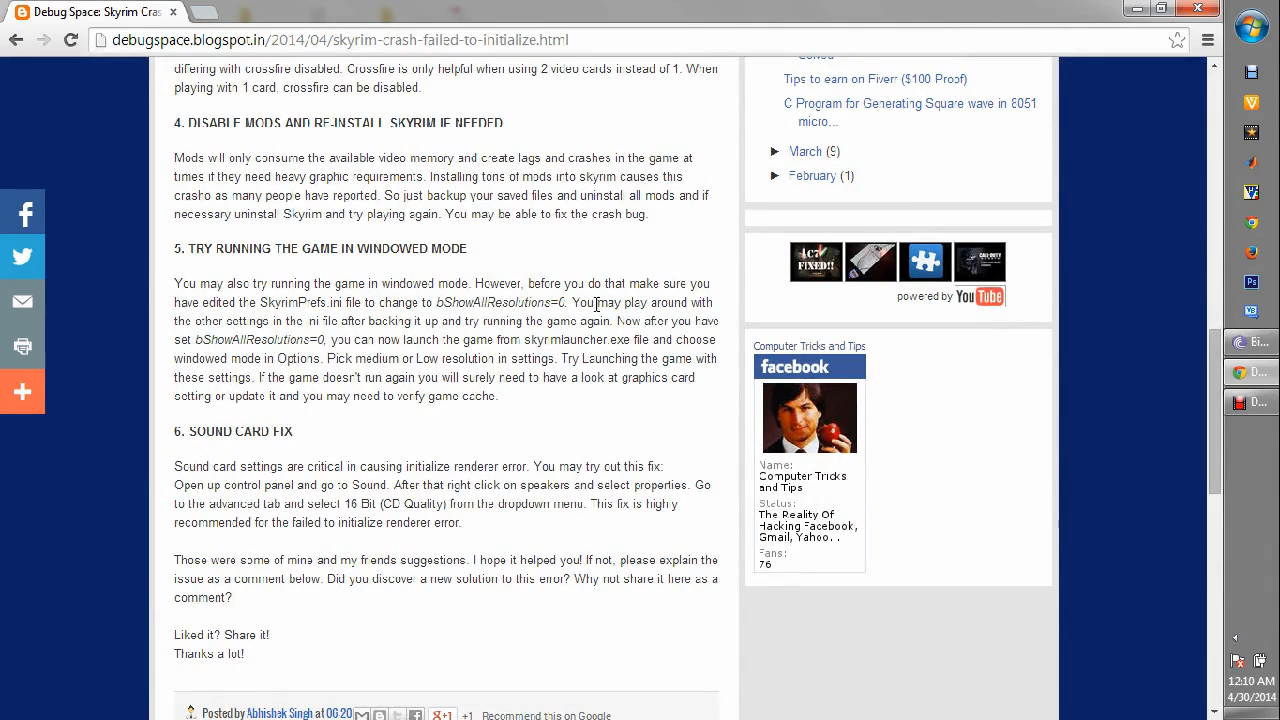 Debug Space: Skyrim Cras
debugspace.blogspot.in/2014/04/skyrim-crash-failed-to-initialize.html
differing with crossfire disabled. Crossfire is only helpful when using 2 video cards instead of 1. When
playing with 1 card, crossfire can be disabled.
4. DISABLE MODS AND RE-INSTALL SKYRIM IF NEEDED
Mods will only consume the available video memory and create lags and crashes in the game at
times if they need heavy graphic requirements. Installing tons of mods into skyrim causes this
crasho as many people have reported. So just backup your saved files and uninstall all mods and if
necessary uninstall Skyrim and try playing again. You may be able to fix the crash bug.
5. TRY RUNNING THE GAME IN WINDOWED MODE
You may also try running the game in windowed mode. However, before you do that make sure you
have edited the SkyrimPrefs.ini file to change to bShowAllResolutions=0. You may play around with
the other settings in the ini file after backing it up and try running the game again. Now after you have
set bShowAllResolutions=0, you can now launch the game from skyrimlauncher.exe file and choose
windowed mode in Options. Pick medium or Low resolution in settings. Try Launching the game with
these settings. If the game doesn't run again you will surely need to have a look at graphics card
setting or update it and you may need to verify game cache.
6. SOUND CARD FIX
Sound card settings are critical in causing initialize renderer error. You may try out this fix:
Open up control panel and go to Sound. After that right click on speakers and select properties. Go
to the advanced tab and select 16 Bit (CD Quality) from the dropdown menu. This fix is highly
recommended for the failed to initialize renderer error.
Those were some of mine and my friends suggestions. I hope it helped you! If not, please explain the
issue as a comment below. Did you discover a new solution to this error? Why not share it here as a
comment?
Liked it? Share it!
Thanks a lot!
Posted by Abhishek Singh at 06:20
g+1 +1 Recommend this on Google
Tips to earn on Fiverr ($100 Proof)
C Program for Generating Square wave in 8051
micro...
► March (9)
► February (1)
AC7
FIXED!!
powered by YouTube
Computer Tricks and Tips
facebook
Name:
Computer Tricks
and Tips
Status:
The Reality Of
Hacking Facebook,
Gmail, Yahoo...
Fans:
76
Ei...
D...
D...
12:10 AM
4/30/2014